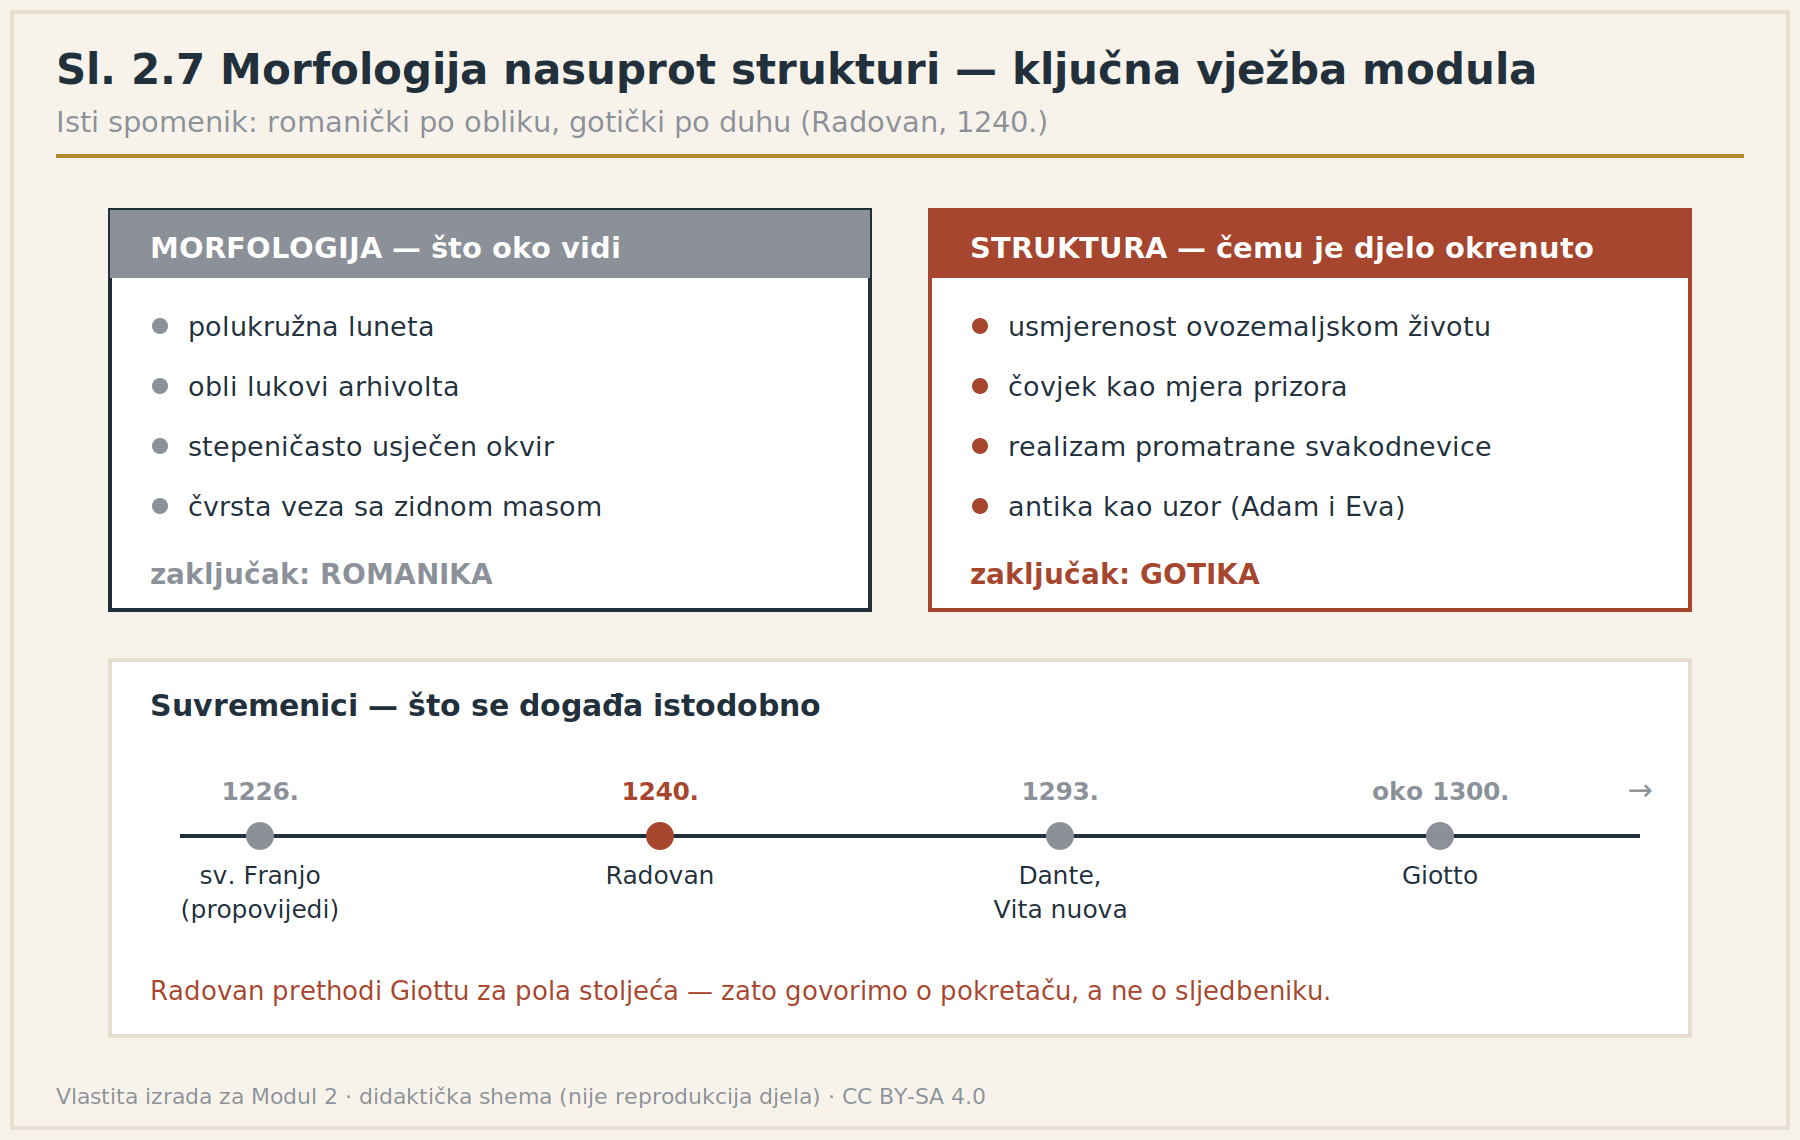 Sl. 2.7 Morfologija nasuprot strukturi — ključna vježba modula
Isti spomenik: romanički po obliku, gotički po duhu (Radovan, 1240.)
MORFOLOGIJA — što oko vidi
polukružna luneta
obli lukovi arhivolta
stepeničasto usječen okvir
čvrsta veza sa zidnom masom
zaključak: ROMANIKA
STRUKTURA — čemu je djelo okrenuto
usmjerenost ovozemaljskom životu
čovjek kao mjera prizora
realizam promatrane svakodnevice
antika kao uzor (Adam i Eva)
zaključak: GOTIKA
Suvremenici — što se događa istodobno
1226.
sv. Franjo
(propovijedi)
1240.
Radovan
1293.
Dante,
Vita nuova
oko 1300.
Giotto
→
Radovan prethodi Giottu za pola stoljeća — zato govorimo o pokretaču, a ne o sljedbeniku.
Vlastita izrada za Modul 2 · didaktička shema (nije reprodukcija djela) · CC BY-SA 4.0